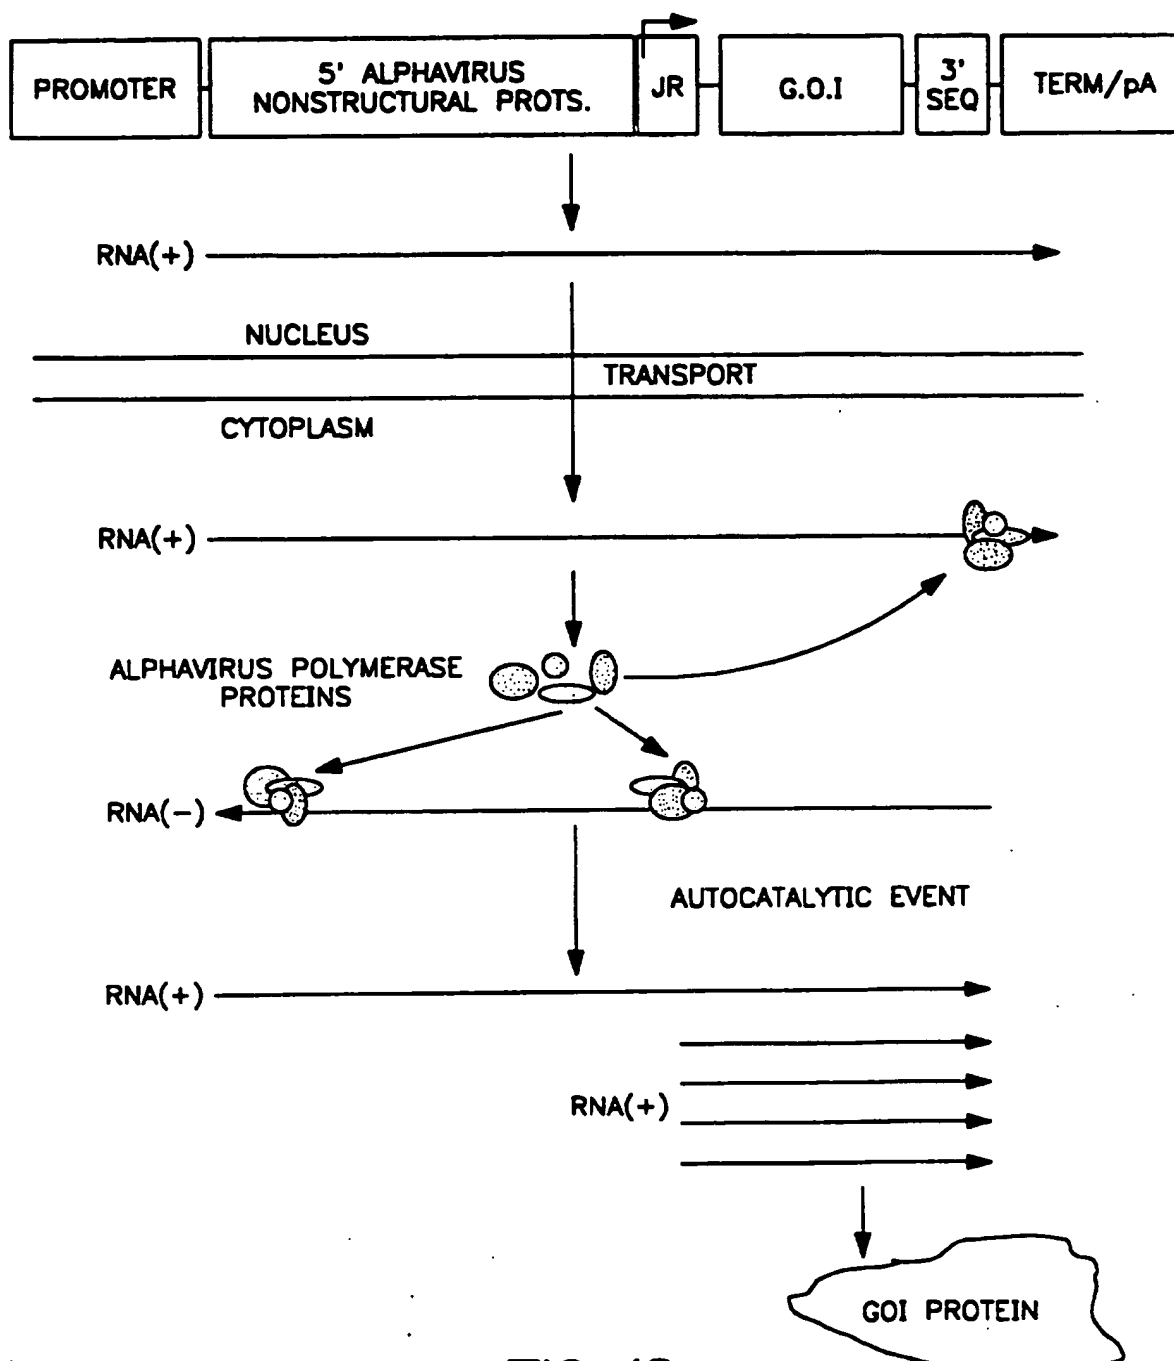 PROMOTER
5' ALPHAVIRUS
NONSTRUCTURAL PROTS.
JR
G.O.I
3'
SEQ
TERM/pA
RNA(+)
NUCLEUS
TRANSPORT
CYTOPLASM
RNA(+)
ALPHAVIRUS POLYMERASE
PROTEINS
RNA(-)
AUTOCATALYTIC EVENT
RNA(+)
RNA(+)
GOI PROTEIN